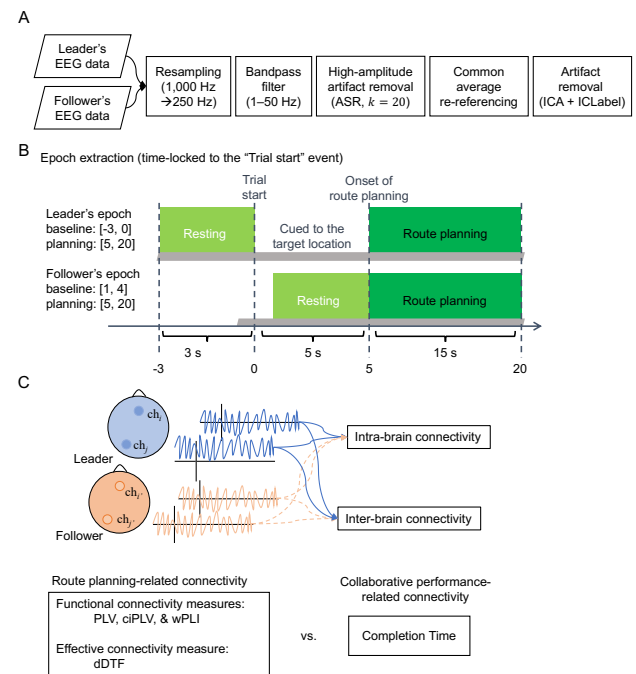 A
Leader's
EEG data
Follower's
EEG data
Resampling
(1,000 Hz
→250 Hz)
Bandpass
filter
(1–50 Hz)
High-amplitude
artifact removal
(ASR, k = 20)
Common
average
re-referencing
Artifact
removal
(ICA + ICLabel)
B
Epoch extraction (time-locked to the "Trial start" event)
Trial
start
Onset of
route planning
Leader's epoch
baseline: [-3, 0]
planning: [5, 20]
Resting
Cued to the
target location
Route planning
Follower's epoch
baseline: [1, 4]
planning: [5, 20]
Resting
Route planning
3 s
5 s
15 s
-3
0
5
20
C
ch_i
ch_j
Leader
ch_i'
ch_j'
Follower
Intra-brain connectivity
Inter-brain connectivity
Route planning-related connectivity
Functional connectivity measures:
PLV, ciPLV, & wPLI
Effective connectivity measure:
dDTF
vs.
Collaborative performance-
related connectivity
Completion Time